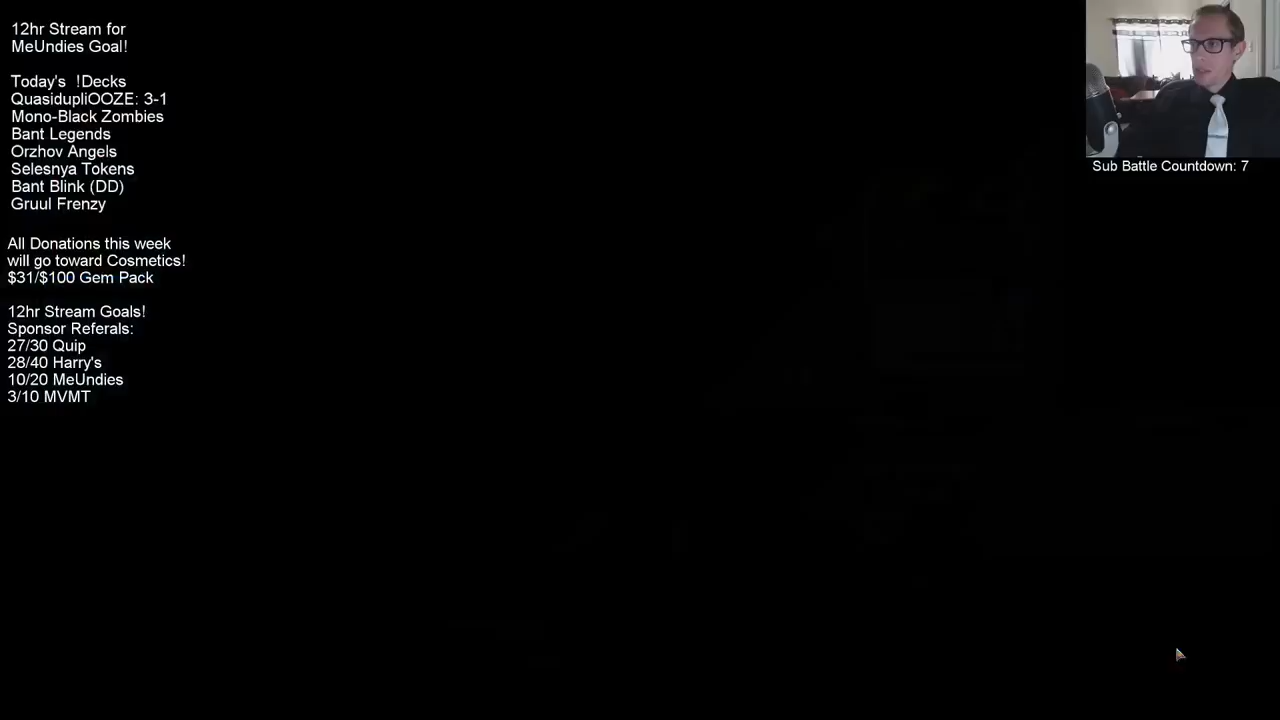 12hr Stream for
MeUndies Goal!
Today's !Decks
QuasidupliOOZE: 3-1
Mono-Black Zombies
Bant Legends
Orzhov Angels
Selesnya Tokens
Bant Blink (DD)
Gruul Frenzy
All Donations this week
will go toward Cosmetics!
$31/$100 Gem Pack
12hr Stream Goals!
Sponsor Referrals:
27/30 Quip
28/40 Harry's
10/20 MeUndies
3/10 MVMT
Sub Battle Countdown: 7